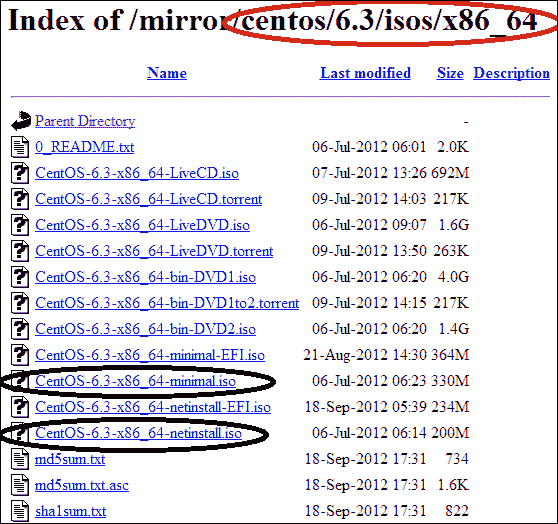 Index of /mirror/centos/6.3/isos/x86_64
Name Last modified Size Description
Parent Directory -
0_README.txt 06-Jul-2012 06:01 2.0K
CentOS-6.3-x86_64-LiveCD.iso 07-Jul-2012 13:26 692M
CentOS-6.3-x86_64-LiveCD.torrent 09-Jul-2012 14:03 217K
CentOS-6.3-x86_64-LiveDVD.iso 06-Jul-2012 09:07 1.6G
CentOS-6.3-x86_64-LiveDVD.torrent 09-Jul-2012 13:50 263K
CentOS-6.3-x86_64-bin-DVD1.iso 06-Jul-2012 06:20 4.0G
CentOS-6.3-x86_64-bin-DVD1to2.torrent 09-Jul-2012 14:15 217K
CentOS-6.3-x86_64-bin-DVD2.iso 06-Jul-2012 06:20 1.4G
CentOS-6.3-x86_64-minimal-EFI.iso 21-Aug-2012 14:30 364M
CentOS-6.3-x86_64-minimal.iso 06-Jul-2012 06:23 330M
CentOS-6.3-x86_64-netinstall-EFI.iso 18-Sep-2012 05:39 234M
CentOS-6.3-x86_64-netinstall.iso 06-Jul-2012 06:14 200M
md5sum.txt 18-Sep-2012 17:31 734
md5sum.txt.asc 18-Sep-2012 17:31 1.6K
sha1sum.txt 18-Sep-2012 17:31 822